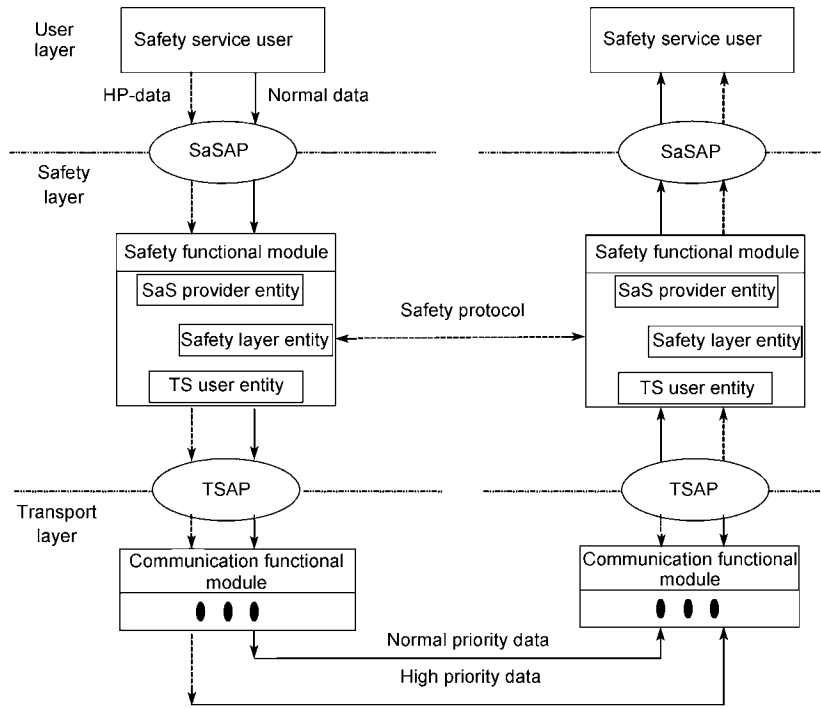 User
layer
Safety service user
Safety service user
HP-data
Normal data
SaSAP
SaSAP
Safety
layer
Safety functional module
Safety functional module
SaS provider entity
SaS provider entity
Safety protocol
Safety layer entity
Safety layer entity
TS user entity
TS user entity
TSAP
TSAP
Transport
layer
Communication functional
module
Communication functional
module
Normal priority data
High priority data